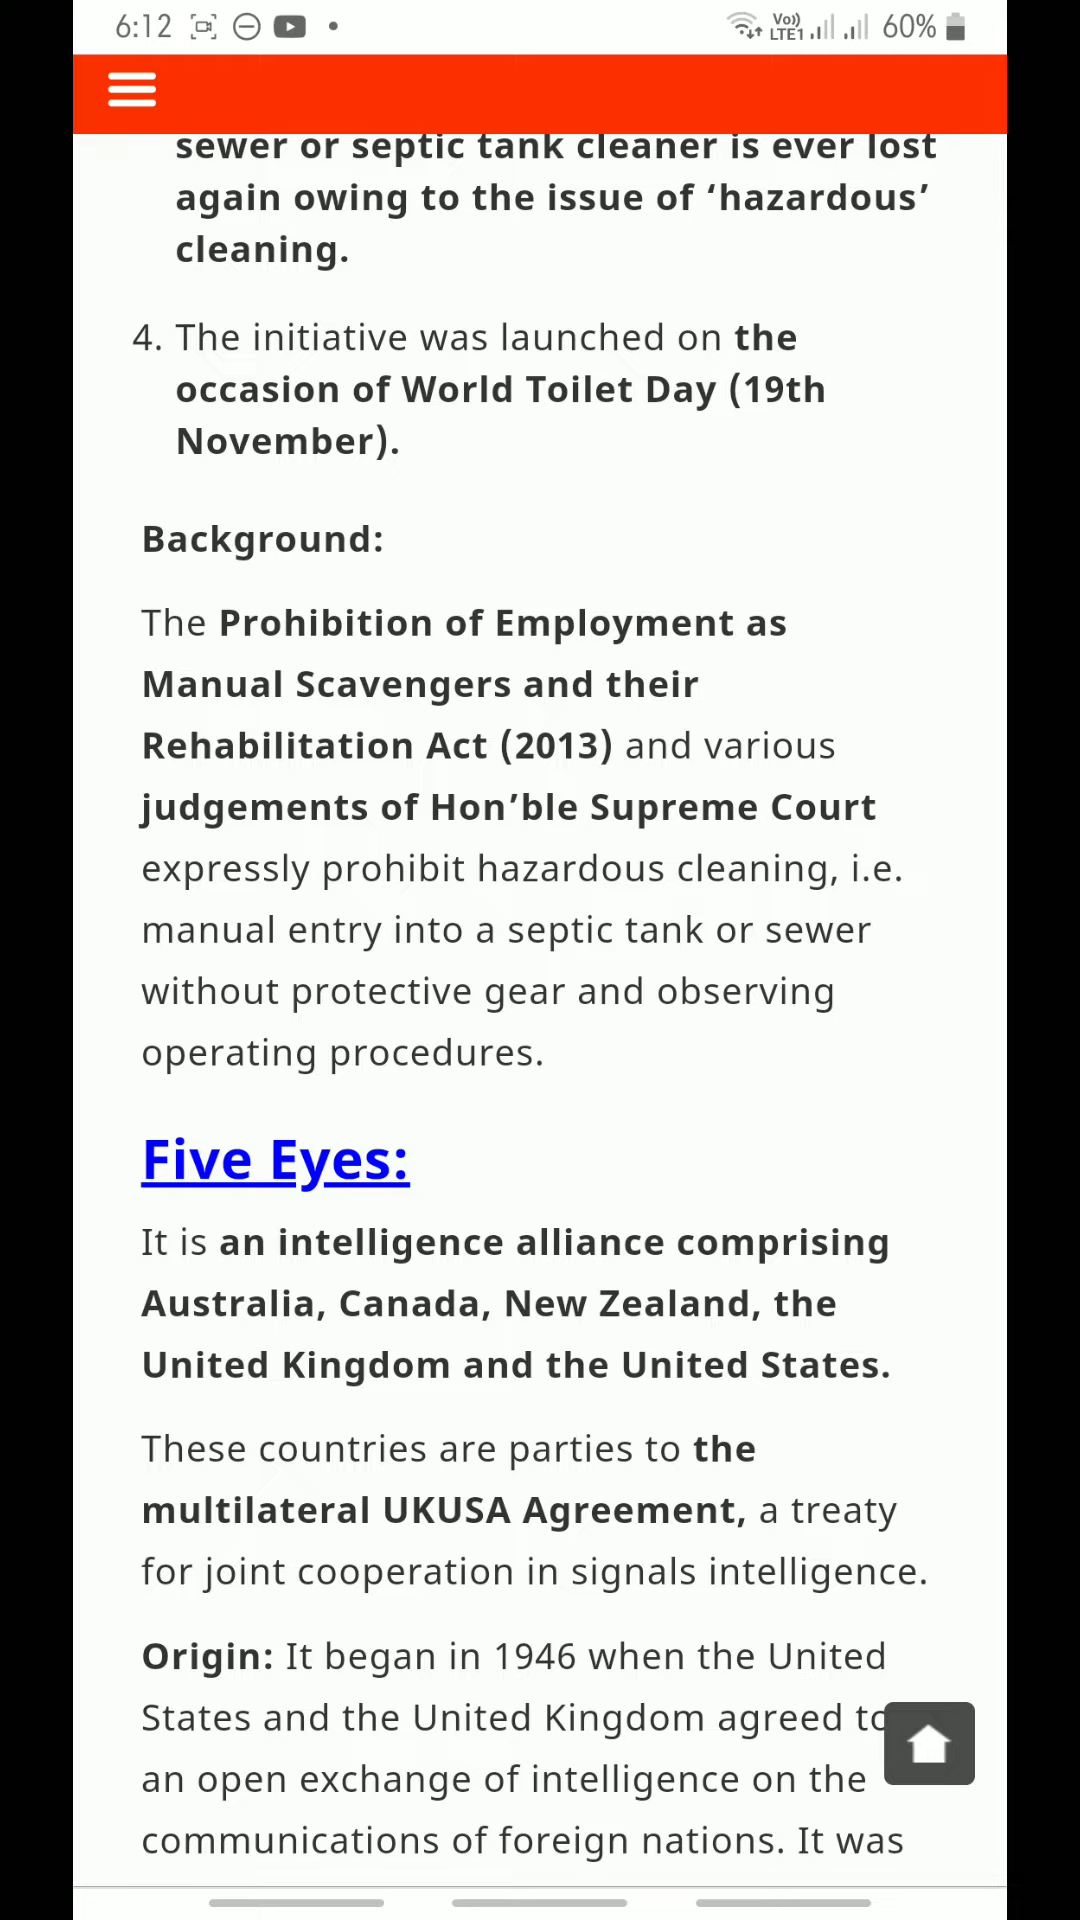 6:12
Vo)) LTE1 60%
sewer or septic tank cleaner is ever lost
again owing to the issue of ‘hazardous’
cleaning.
4. The initiative was launched on the
occasion of World Toilet Day (19th
November).
Background:
The Prohibition of Employment as
Manual Scavengers and their
Rehabilitation Act (2013) and various
judgements of Hon’ble Supreme Court
expressly prohibit hazardous cleaning, i.e.
manual entry into a septic tank or sewer
without protective gear and observing
operating procedures.
Five Eyes:
It is an intelligence alliance comprising
Australia, Canada, New Zealand, the
United Kingdom and the United States.
These countries are parties to the
multilateral UKUSA Agreement, a treaty
for joint cooperation in signals intelligence.
Origin: It began in 1946 when the United
States and the United Kingdom agreed to
an open exchange of intelligence on the
communications of foreign nations. It was